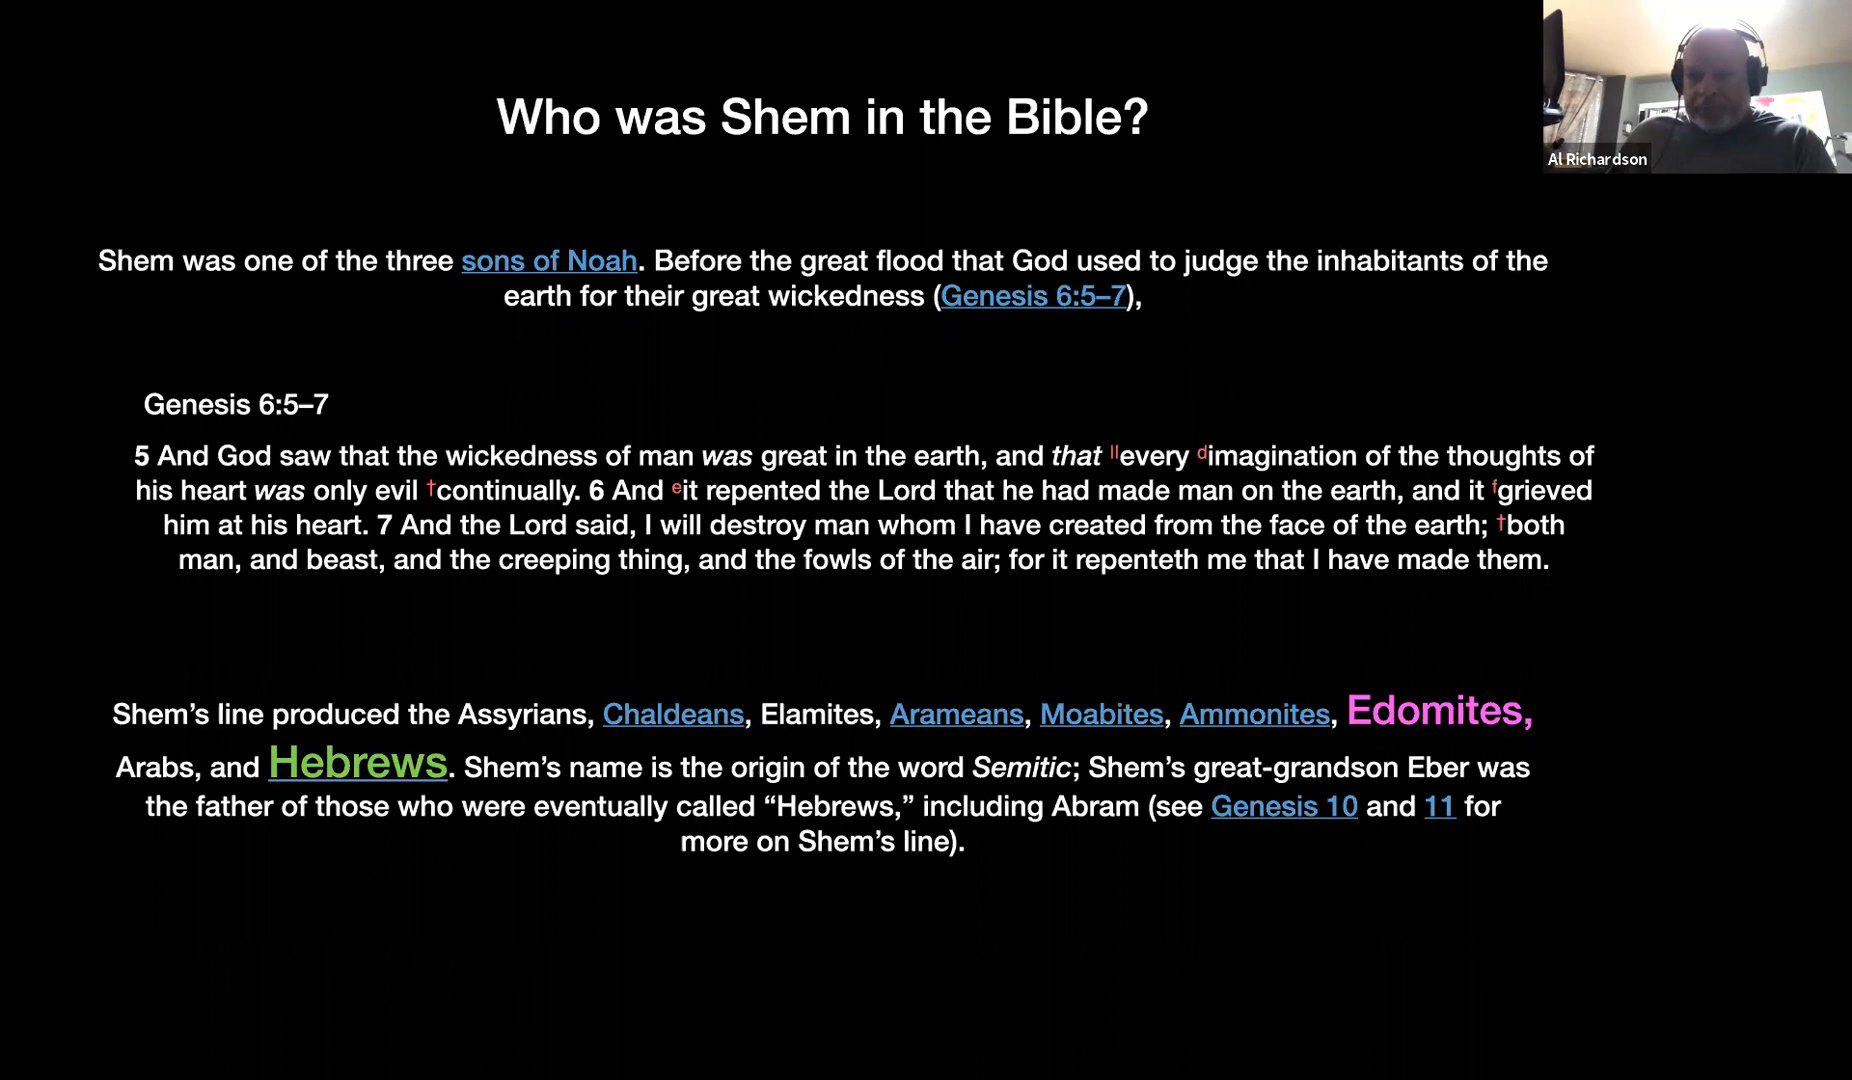 Who was Shem in the Bible?
Al Richardson
Shem was one of the three sons of Noah. Before the great flood that God used to judge the inhabitants of the
earth for their great wickedness (Genesis 6:5–7),
Genesis 6:5–7
5 And God saw that the wickedness of man was great in the earth, and that ||every dimagination of the thoughts of
his heart was only evil †continually. 6 And eit repented the Lord that he had made man on the earth, and it fgrieved
him at his heart. 7 And the Lord said, I will destroy man whom I have created from the face of the earth; †both
man, and beast, and the creeping thing, and the fowls of the air; for it repenteth me that I have made them.
Shem’s line produced the Assyrians, Chaldeans, Elamites, Arameans, Moabites, Ammonites, Edomites,
Arabs, and Hebrews. Shem’s name is the origin of the word Semitic; Shem’s great-grandson Eber was
the father of those who were eventually called “Hebrews,” including Abram (see Genesis 10 and 11 for
more on Shem’s line).